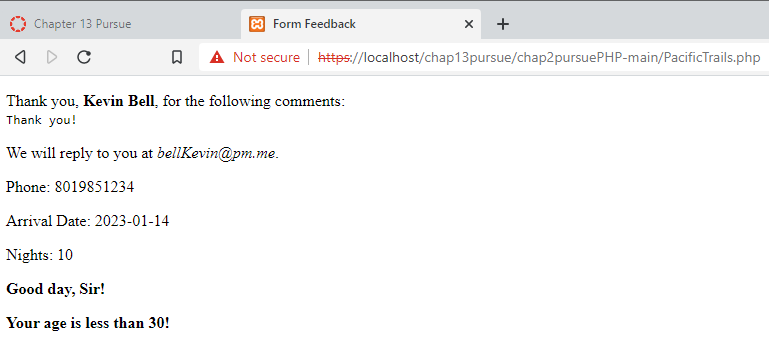 Chapter 13 Pursue
Form Feedback
Not secure | https://localhost/chap13pursue/chap2pursuePHP-main/PacificTrails.php
Thank you, Kevin Bell, for the following comments:
Thank you!
We will reply to you at bellKevin@pm.me.
Phone: 8019851234
Arrival Date: 2023-01-14
Nights: 10
Good day, Sir!
Your age is less than 30!